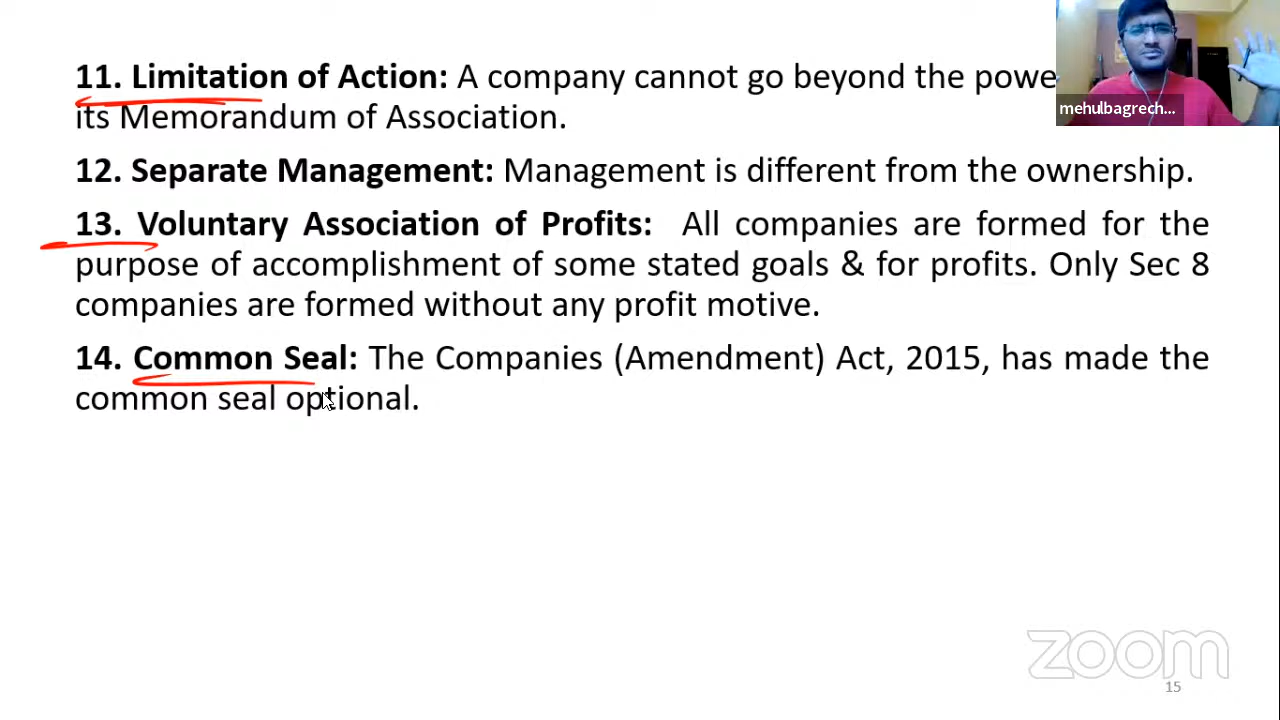 11. Limitation of Action: A company cannot go beyond the powe
its Memorandum of Association.
mehulbagrech...
12. Separate Management: Management is different from the ownership.
13. Voluntary Association of Profits: All companies are formed for the
purpose of accomplishment of some stated goals & for profits. Only Sec 8
companies are formed without any profit motive.
14. Common Seal: The Companies (Amendment) Act, 2015, has made the
common seal optional.
zoom
15